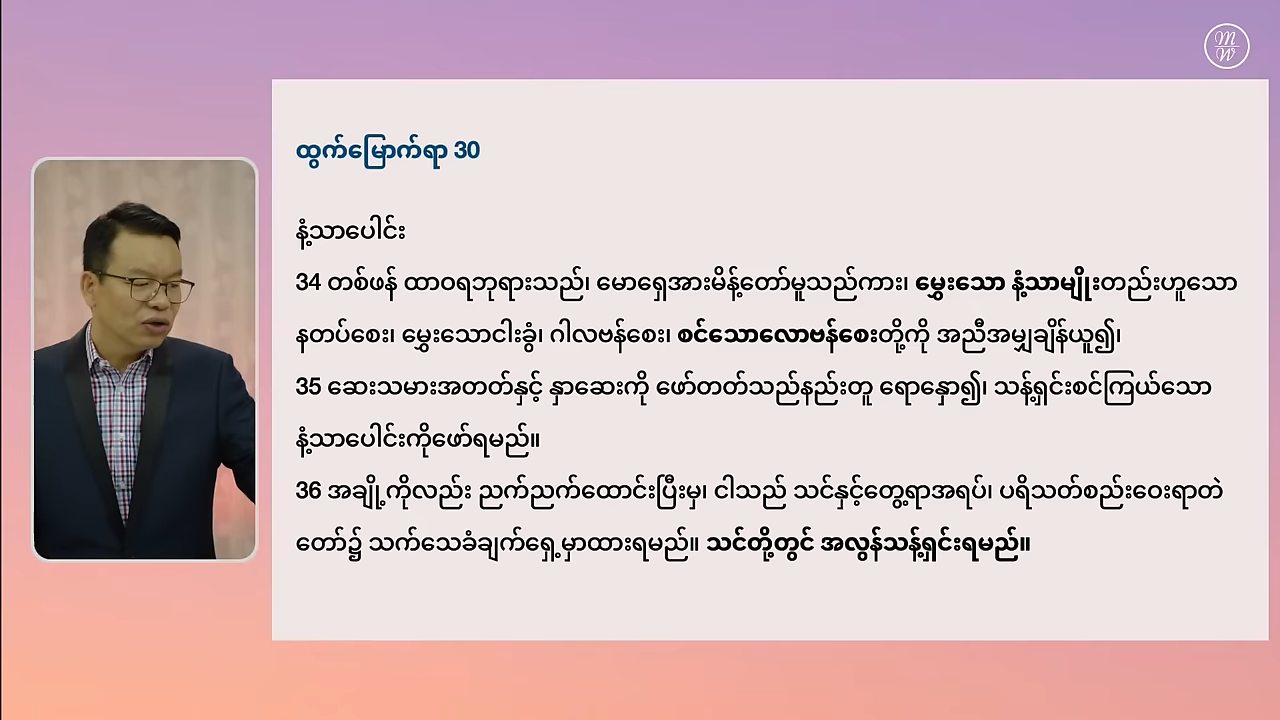 M
W
ထွက်မြောက်ရာ 30
နံ့သာပေါင်း
34 တစ်ဖန် ထာဝရဘုရားသည်၊ မောရှေအားမိန့်တော်မူသည်ကား၊ မွှေးသော နံ့သာမျိုးတည်းဟူသော
နတပ်စေး၊ မွှေးသောငါးခွံ၊ ဂါလဗန်စေး၊ စင်သောလောဗန်စေးတို့ကို အညီအမျှချိန်ယူ၍၊
35 ဆေးသမားအတတ်နှင့် နှာဆေးကို ဖော်တတ်သည်နည်းတူ ရောနှော၍၊ သန့်ရှင်းစင်ကြယ်သော
နံ့သာပေါင်းကိုဖော်ရမည်။
36 အချို့ကိုလည်း ညက်ညက်ထောင်းပြီးမှ၊ ငါသည် သင်နှင့်တွေ့ရာအရပ်၊ ပရိသတ်စည်းဝေးရာတဲ
တော်၌ သက်သေခံချက်ရှေ့မှာထားရမည်။ သင်တို့တွင် အလွန်သန့်ရှင်းရမည်။